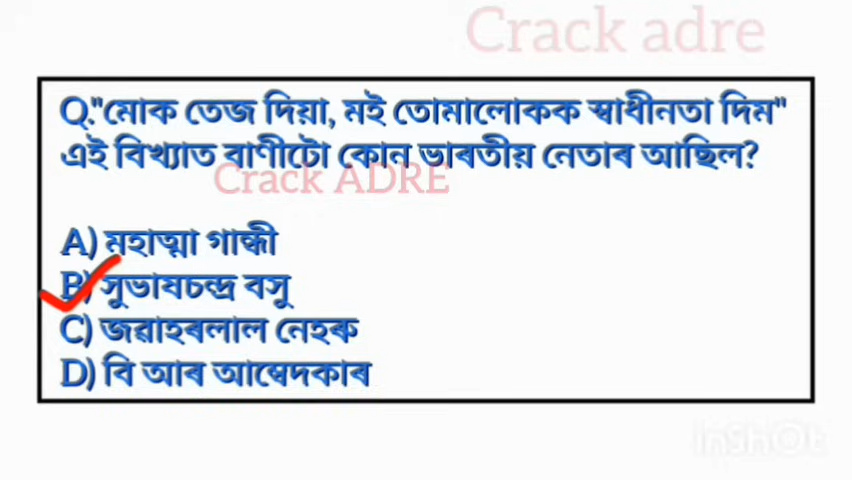 Crack adre
Q."মোক তেজ দিয়া, মই তোমালোকক স্বাধীনতা দিম"
এই বিখ্যাত বাণীটো কোন ভাৰতীয় নেতাৰ আছিল?
Crack ADRE
A) মহাত্মা গান্ধী
B) সুভাষচন্দ্ৰ বসু
C) জৱাহৰলাল নেহৰু
D) বি আৰ আম্বেদকাৰ
InShOt